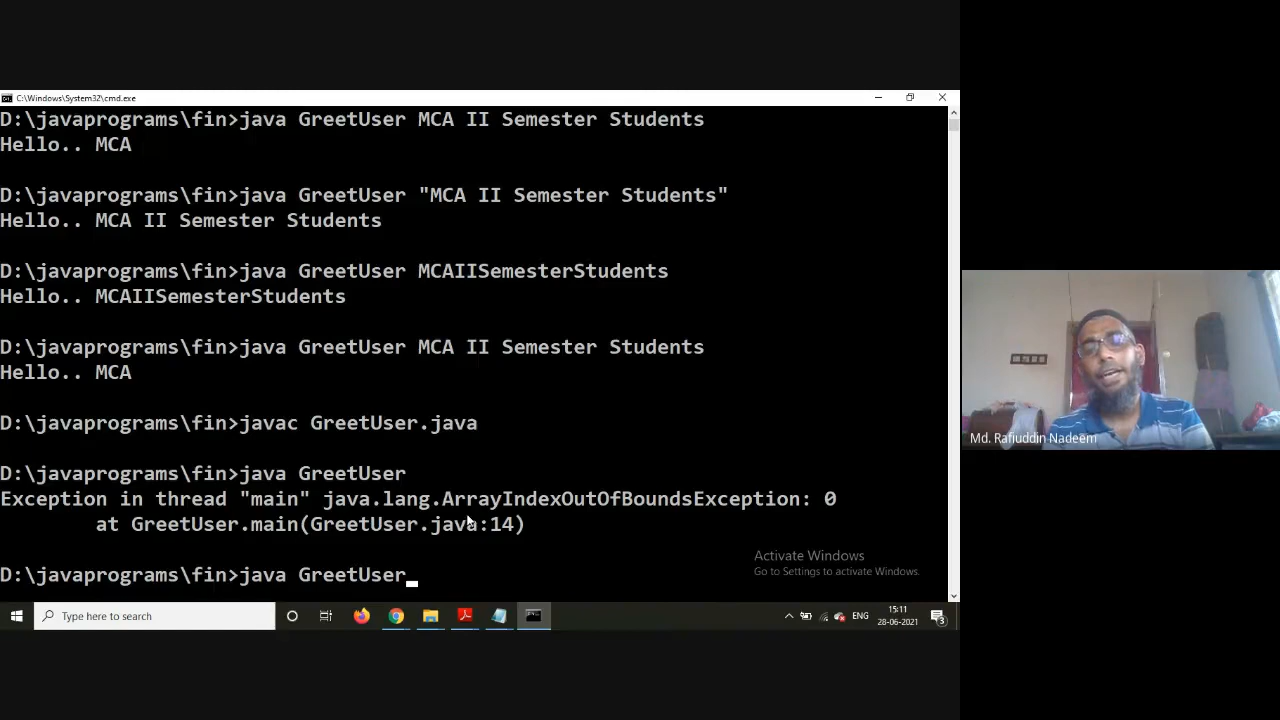 C:\Windows\System32\cmd.exe
D:\javaprograms\fin>java GreetUser MCA II Semester Students
Hello.. MCA
D:\javaprograms\fin>java GreetUser "MCA II Semester Students"
Hello.. MCA II Semester Students
D:\javaprograms\fin>java GreetUser MCAIISemesterStudents
Hello.. MCAIISemesterStudents
D:\javaprograms\fin>java GreetUser MCA II Semester Students
Hello.. MCA
D:\javaprograms\fin>javac GreetUser.java
D:\javaprograms\fin>java GreetUser
Exception in thread "main" java.lang.ArrayIndexOutOfBoundsException: 0
at GreetUser.main(GreetUser.java:14)
D:\javaprograms\fin>java GreetUser
Activate Windows
Go to Settings to activate Windows.
Type here to search
ENG
15:11
28-06-2021
3
Md. Rafiuddin Nadeem